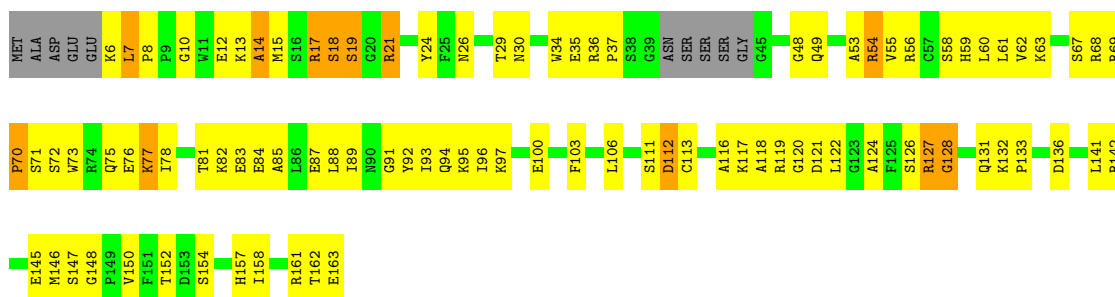 MET ALA ASP GLU GLU K6 L7 P8 P9 G10 W11 E12 K13 A14 M15 S16 R17 S18 S19 G20 R21 Y24 F25 N26 T29 N30 W34 E35 R36 P37 S38 G39 ASN SER SER SER GLY G45 G48 Q49 A53 R54 V55 R56 C57 S58 H59 L60 L61 V62 K63 S67 R68 R69
P70 S71 S72 W73 R74 Q75 E76 K77 I78 T81 K82 E83 E84 A85 L86 E87 L88 I89 N90 G91 Y92 I93 Q94 K95 I96 K97 E100 F103 L106 S111 D112 C113 A116 K117 A118 R119 G120 D121 L122 G123 A124 F125 S126 R127 G128 Q131 K132 P133 D136 L141
E145 M146 S147 G148 P149 V150 F151 T152 D153 S154 H157 I158 R161 T162 E163